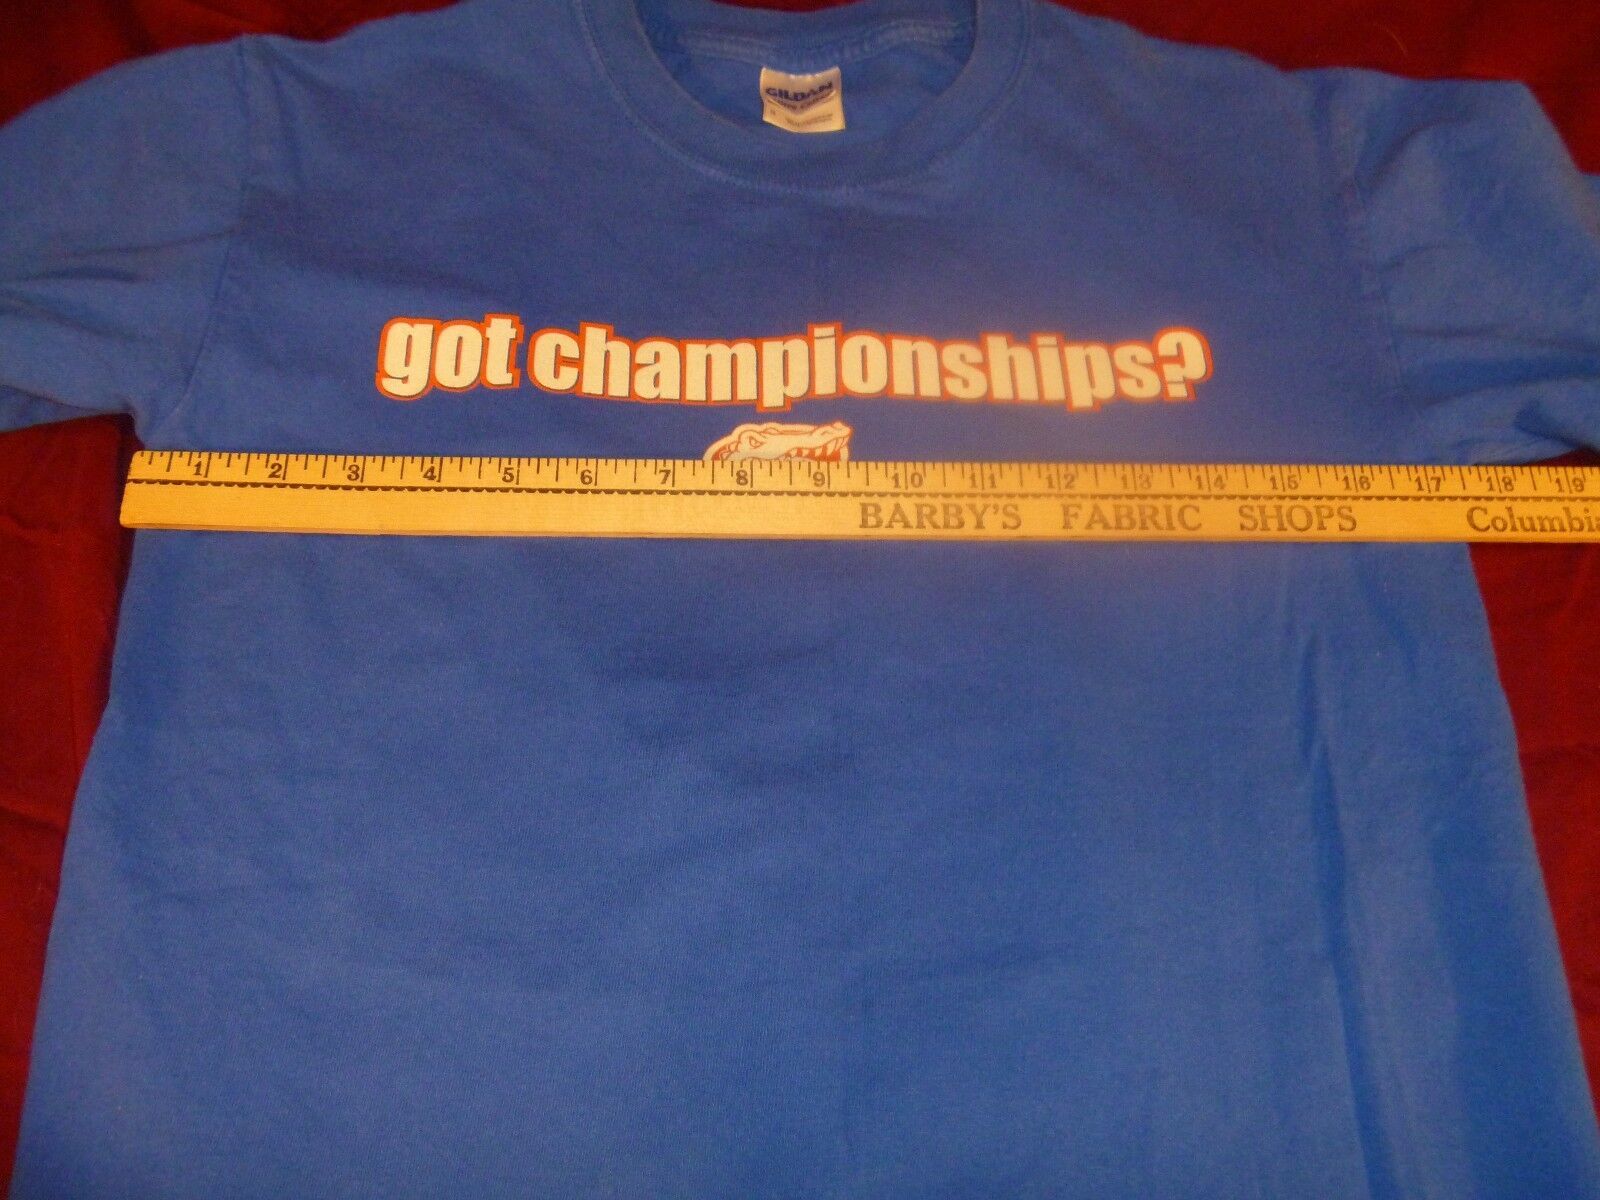 GILDAN
got championships?
1 2 3 4 5 6 7 8 9 10 11 12 13 14 15 16 17 18 19
BARBY'S FABRIC SHOPS Columbia